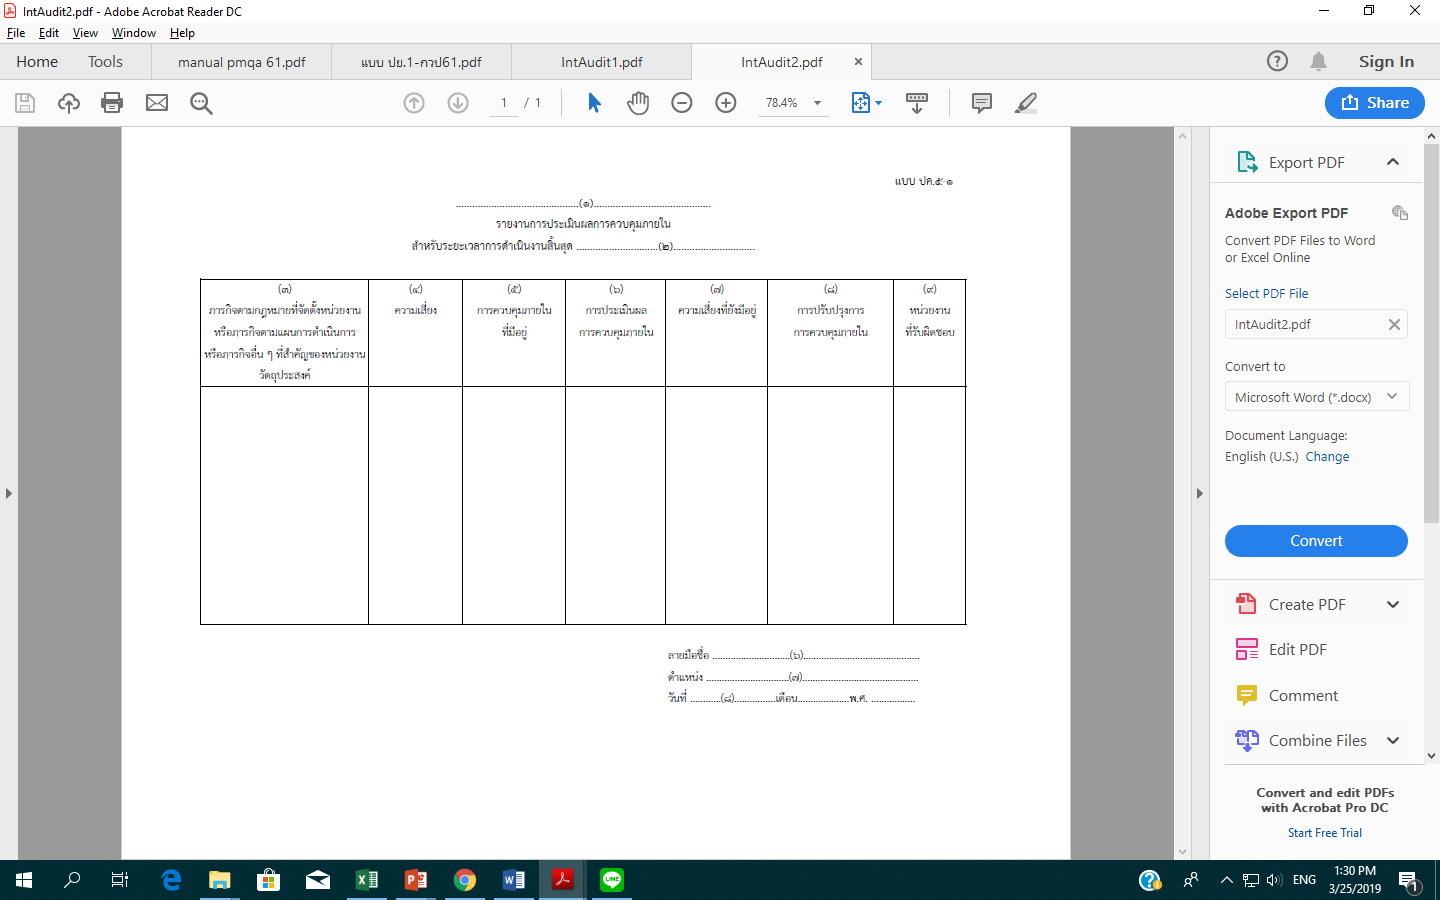 IntAudit2.pdf - Adobe Acrobat Reader DC
File Edit View Window Help
Home Tools manual pmqa 61.pdf แบบ ปย.1-กวป61.pdf IntAudit1.pdf IntAudit2.pdf × Sign In
1 / 1 78.4% Share
แบบ ปค.๕-๑
.............................................(๑)...........................................
รายงานการประเมินผลการควบคุมภายใน
สำหรับระยะเวลาการดำเนินงานสิ้นสุด ..............................(๒)..............................
(๓) (๔) (๕) (๖) (๗) (๘) (๙)
ภารกิจตามกฎหมายที่จัดตั้งหน่วยงาน ความเสี่ยง การควบคุมภายใน การประเมินผล ความเสี่ยงที่ยังมีอยู่ การปรับปรุงการ หน่วยงาน
หรือภารกิจตามแผนการดำเนินการ ที่มีอยู่ การควบคุมภายใน การควบคุมภายใน ที่รับผิดชอบ
หรือภารกิจอื่น ๆ ที่สำคัญของหน่วยงาน
วัตถุประสงค์
ลายมือชื่อ ..............................(๖)............................................
ตำแหน่ง ................................(๗)............................................
วันที่ ............(๘)................เดือน....................พ.ศ. .................
Export PDF
Adobe Export PDF
Convert PDF Files to Word
or Excel Online
Select PDF File
IntAudit2.pdf
Convert to
Microsoft Word (*.docx)
Document Language:
English (U.S.) Change
Convert
Create PDF
Edit PDF
Comment
Combine Files
Convert and edit PDFs
with Acrobat Pro DC
Start Free Trial
LINE ENG 1:30 PM
3/25/2019 1